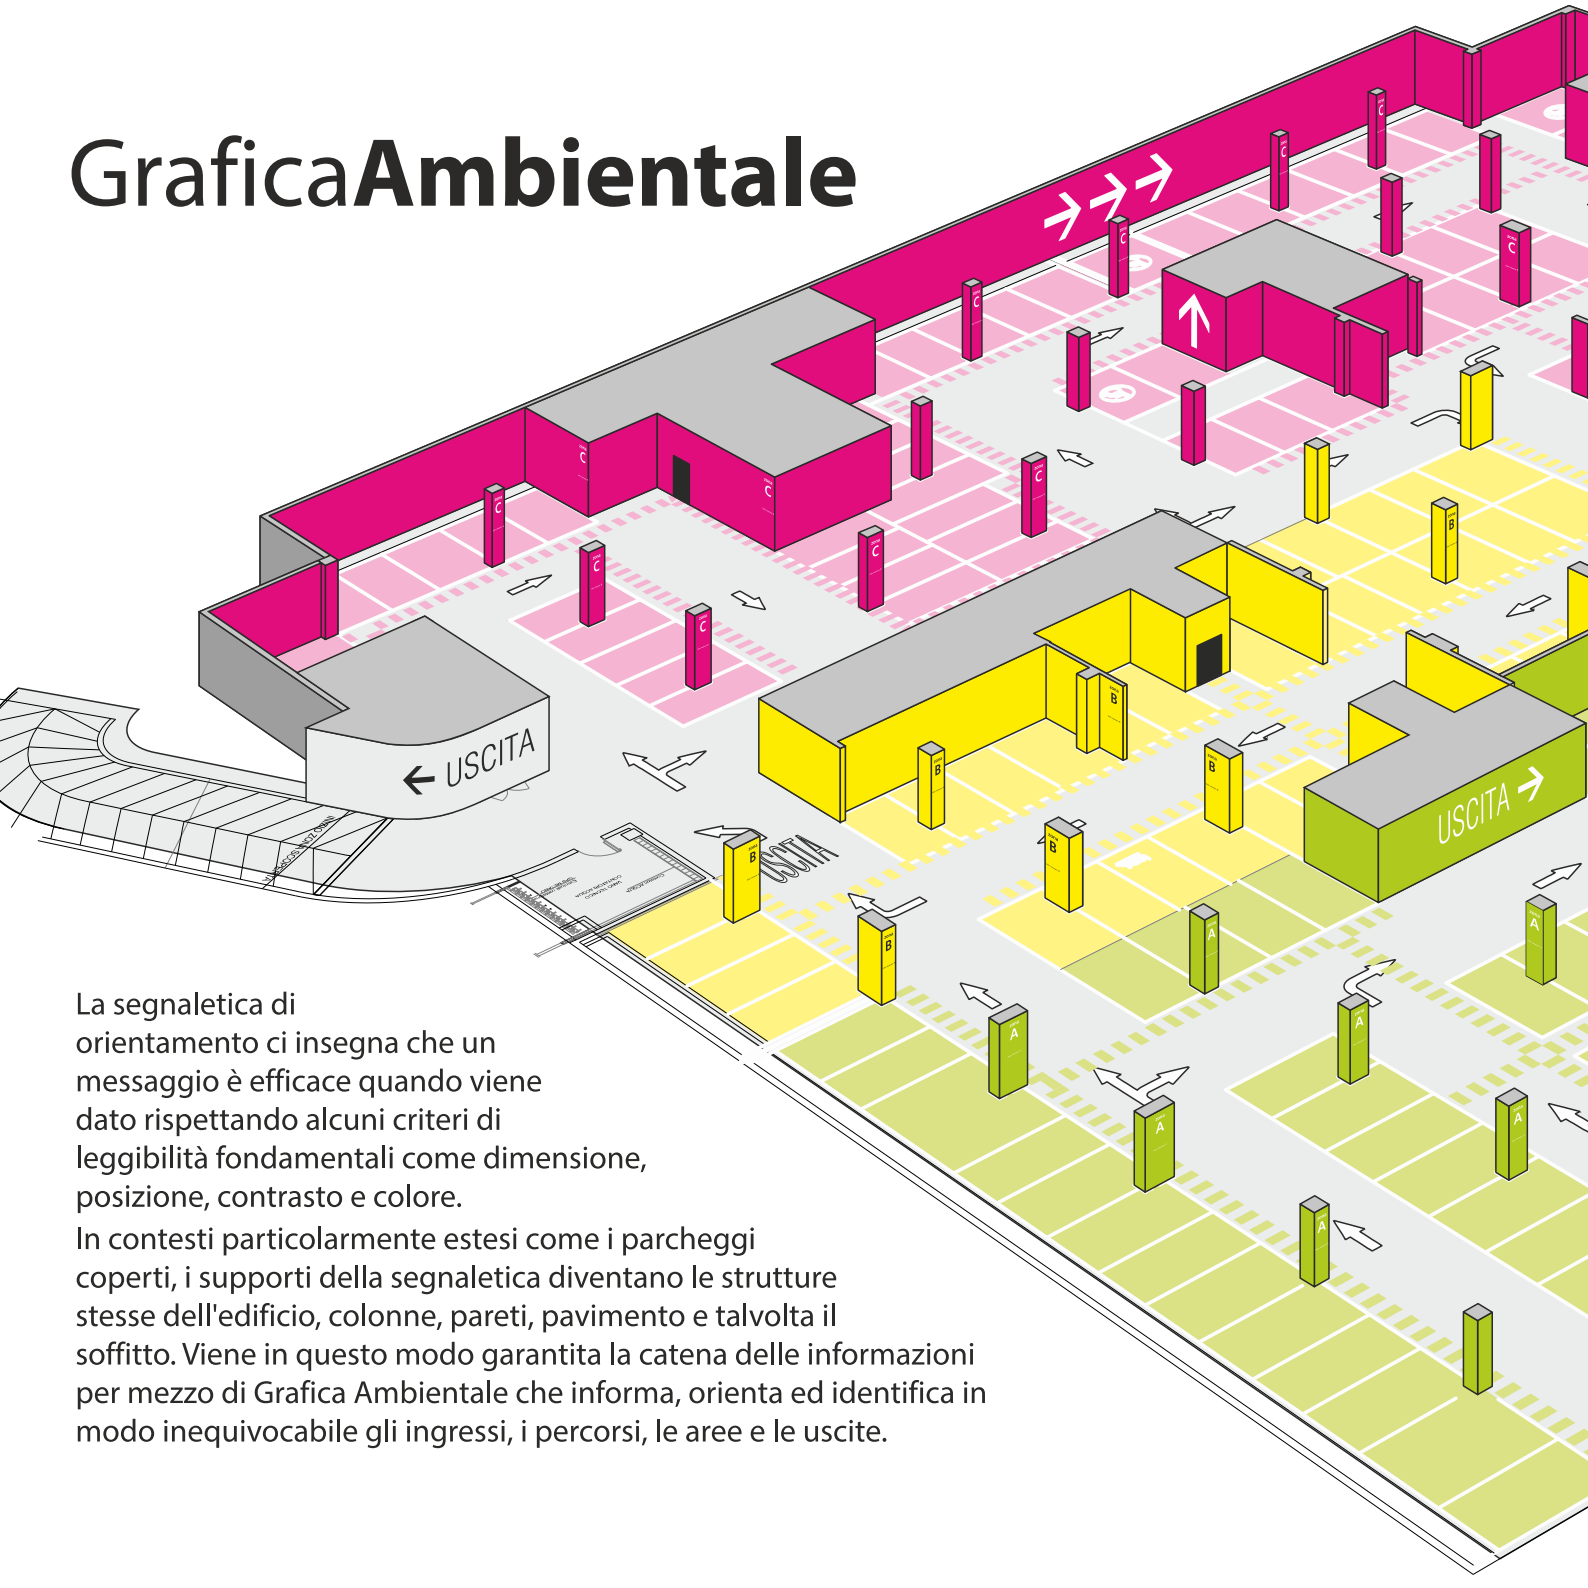 GraficaAmbientale
C
C
C
C
C
C
C
C
C
C
C
C
B
B
B
B
B
B
B
← USCITA
USCITA →
USCITA
A
A
A
A
A
A
A
La segnaletica di
orientamento ci insegna che un
messaggio è efficace quando viene
dato rispettando alcuni criteri di
leggibilità fondamentali come dimensione,
posizione, contrasto e colore.
In contesti particolarmente estesi come i parcheggi
coperti, i supporti della segnaletica diventano le strutture
stesse dell'edificio, colonne, pareti, pavimento e talvolta il
soffitto. Viene in questo modo garantita la catena delle informazioni
per mezzo di Grafica Ambientale che informa, orienta ed identifica in
modo inequivocabile gli ingressi, i percorsi, le aree e le uscite.